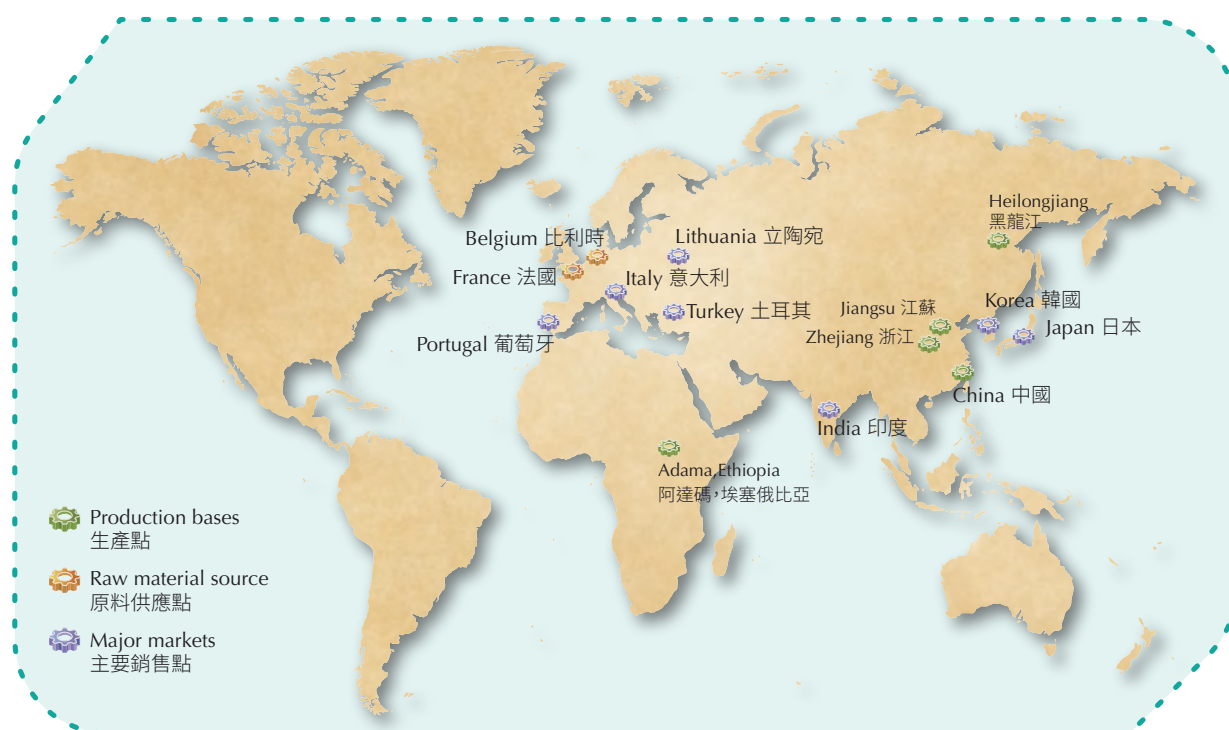 Heilongjiang
黑龍江
Belgium 比利時
Lithuania 立陶宛
France 法國
Italy 意大利
Korea 韓國
Turkey 土耳其
Jiangsu 江蘇
Japan 日本
Zhejiang 浙江
Portugal 葡萄牙
China 中國
India 印度
Adama,Ethiopia
阿達碼，埃塞俄比亞
Production bases
生產點
Raw material source
原料供應點
Major markets
主要銷售點